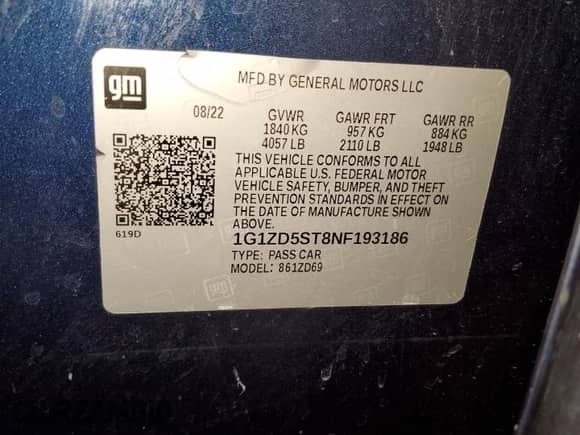 gm
MFD BY GENERAL MOTORS LLC
08/22 GVWR GAWR FRT GAWR RR
1840 KG 957 KG 884 KG
4057 LB 2110 LB 1948 LB
THIS VEHICLE CONFORMS TO ALL
APPLICABLE U.S. FEDERAL MOTOR
VEHICLE SAFETY, BUMPER, AND THEFT
PREVENTION STANDARDS IN EFFECT ON
THE DATE OF MANUFACTURE SHOWN
ABOVE.
619D
1G1ZD5ST8NF193186
TYPE: PASS CAR
MODEL: 861ZD69